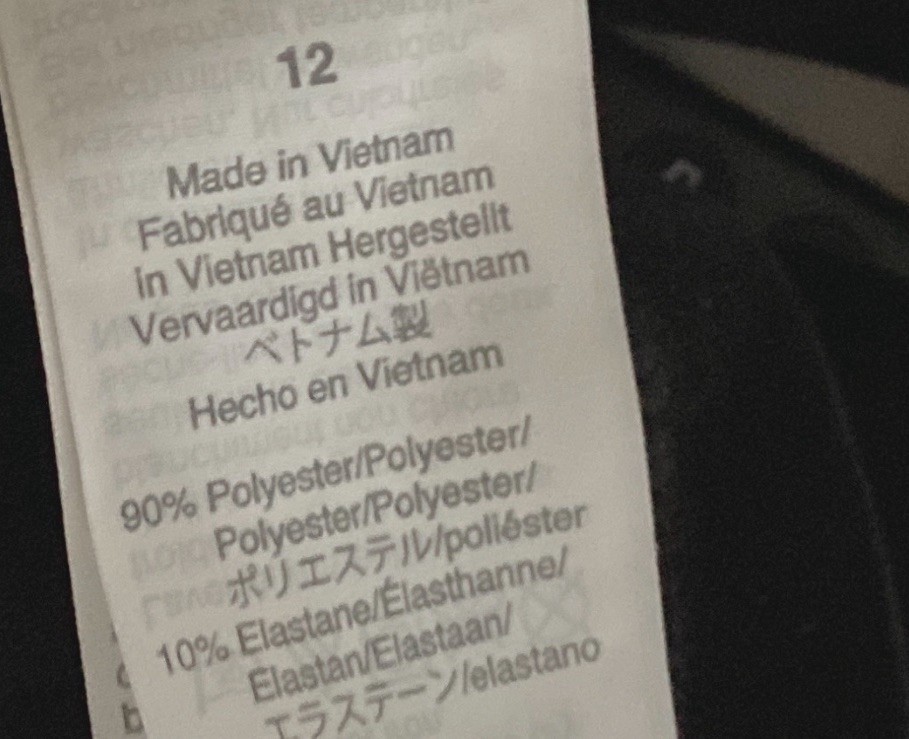 12
Made in Vietnam
Fabriqué au Vietnam
in Vietnam Hergestellt
Vervaardigd in Viëtnam
ベトナム製
Hecho en Vietnam
90% Polyester/Polyester/
Polyester/Polyester/
ポリエステル/poliéster
10% Elastane/Élasthanne/
Elastan/Elastaan/
エラステーン/elastano